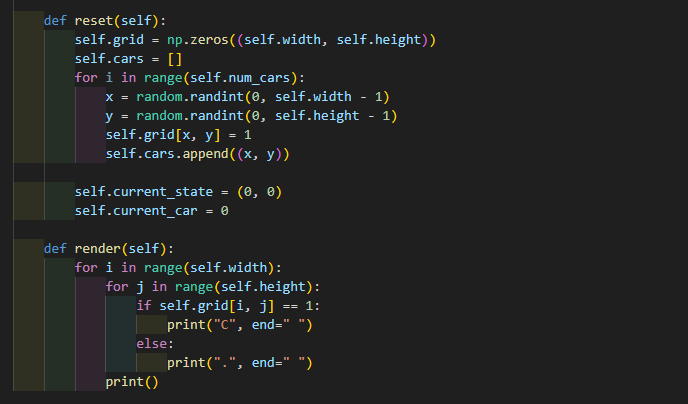 def reset(self):
    self.grid = np.zeros((self.width, self.height))
    self.cars = []
    for i in range(self.num_cars):
        x = random.randint(0, self.width - 1)
        y = random.randint(0, self.height - 1)
        self.grid[x, y] = 1
        self.cars.append((x, y))

    self.current_state = (0, 0)
    self.current_car = 0

def render(self):
    for i in range(self.width):
        for j in range(self.height):
            if self.grid[i, j] == 1:
                print("C", end=" ")
            else:
                print(".", end=" ")
        print()